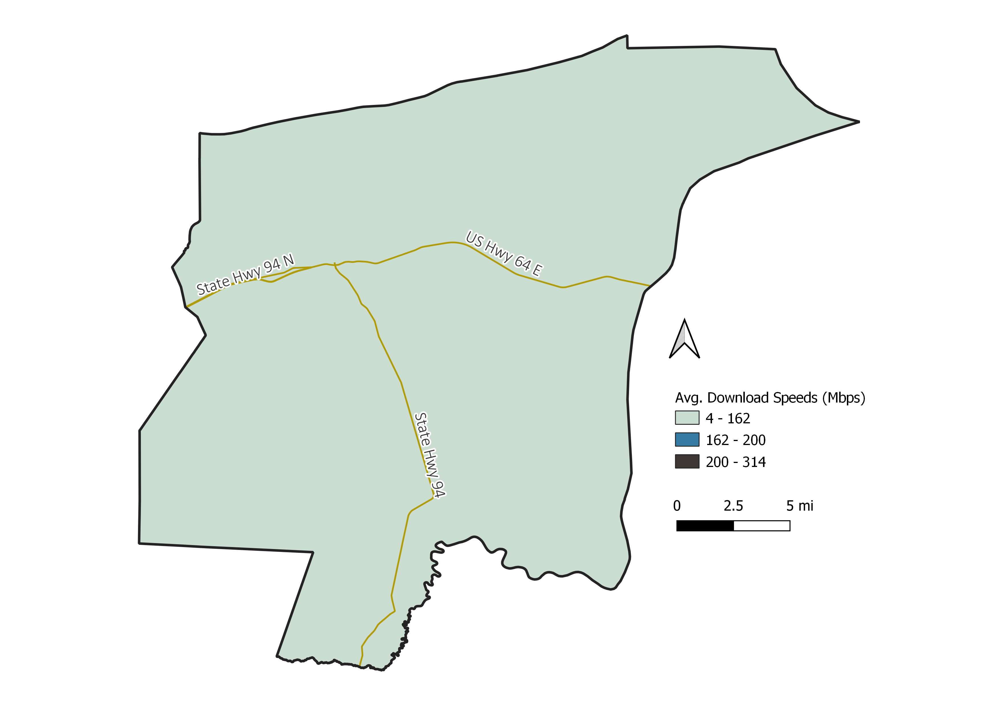 US Hwy 64 E
State Hwy 94 N
State Hwy 94
Avg. Download Speeds (Mbps)
4 - 162
162 - 200
200 - 314
0 2.5 5 mi